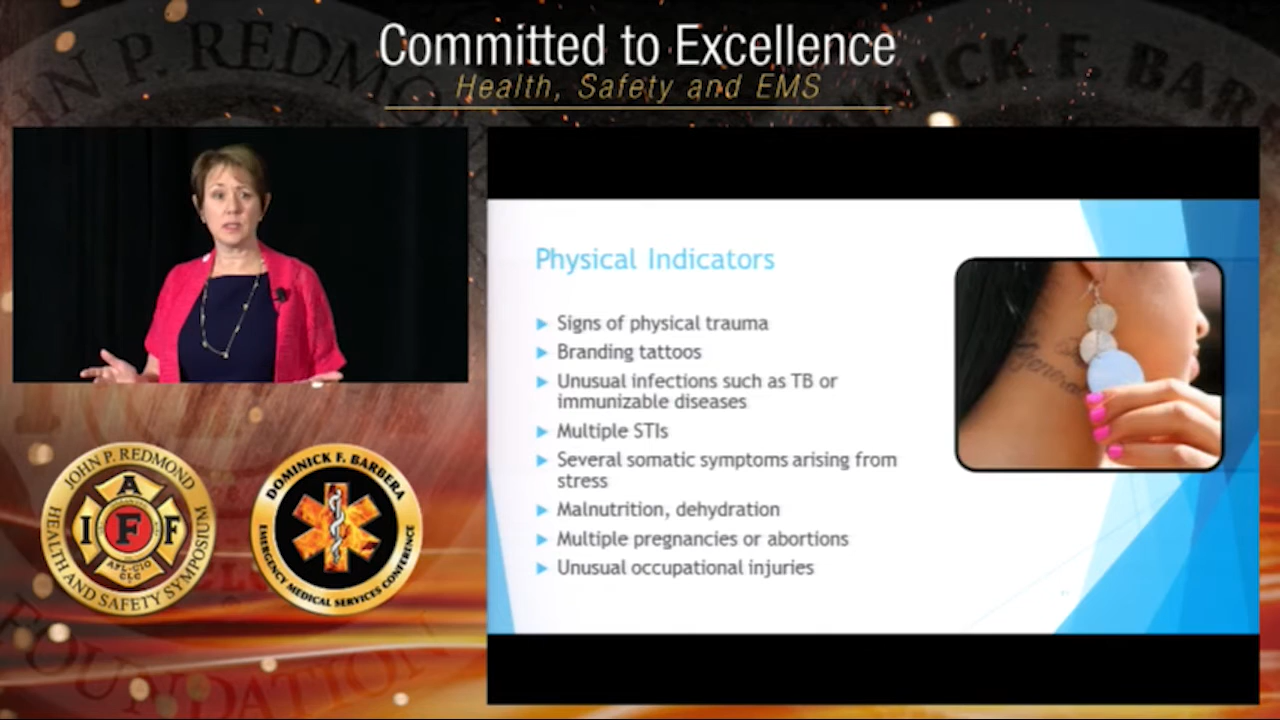 Committed to Excellence
Health, Safety and EMS
Physical Indicators
Signs of physical trauma
Branding tattoos
Unusual infections such as TB or
immunizable diseases
Multiple STIs
Several somatic symptoms arising from
stress
Malnutrition, dehydration
Multiple pregnancies or abortions
Unusual occupational injuries
JOHN P. REDMOND
HEALTH AND SAFETY SYMPOSIUM
A
I F F
AFL-CIO
CLC
DOMINICK F. BARBERA
EMERGENCY MEDICAL SERVICES CONFERENCE